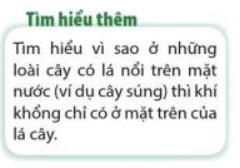 Tìm hiểu thêm
Tìm hiểu vì sao ở những
loài cây có lá nổi trên mặt
nước (ví dụ cây súng) thì khí
khổng chỉ có ở mặt trên của
lá cây.